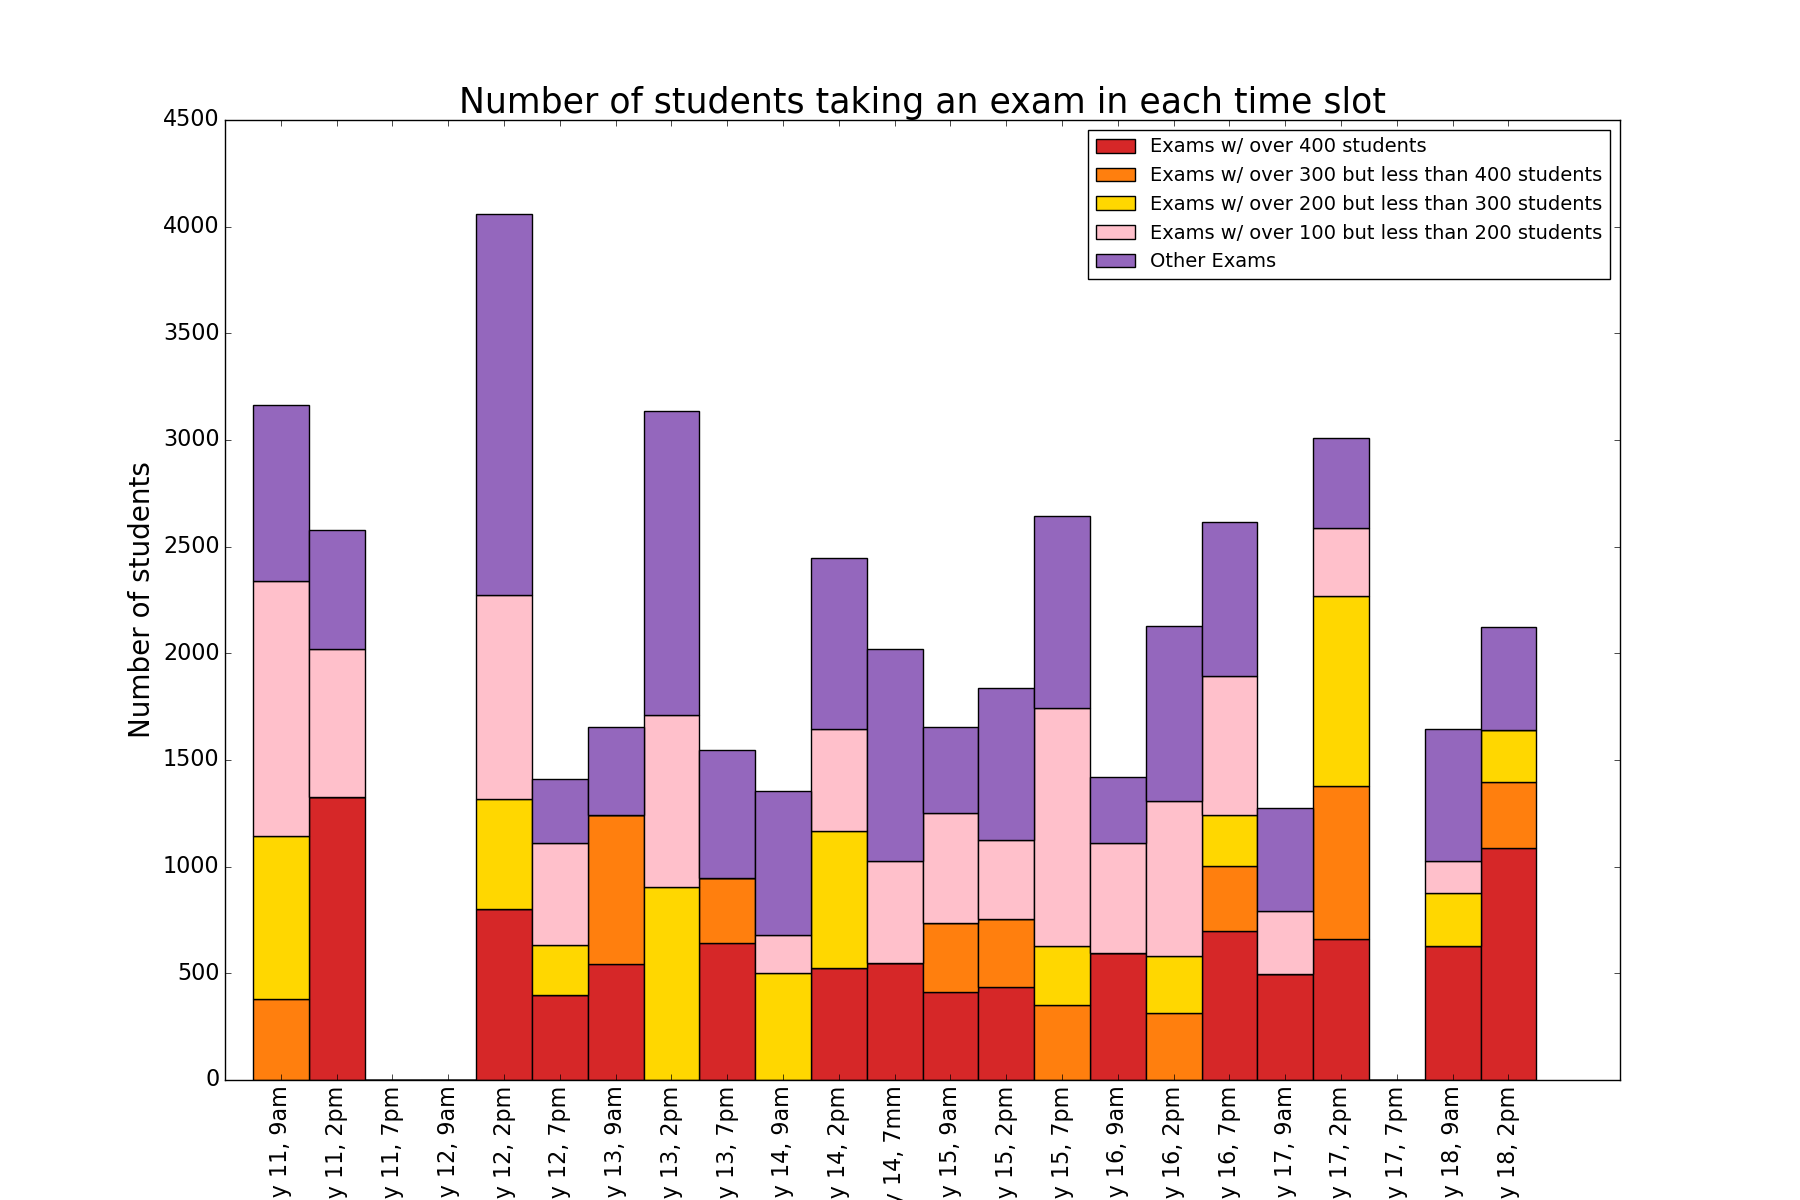 Number of students taking an exam in each time slot
Exams w/ over 400 students
Exams w/ over 300 but less than 400 students
Exams w/ over 200 but less than 300 students
Exams w/ over 100 but less than 200 students
Other Exams
Number of students
4500
4000
3500
3000
2500
2000
1500
1000
500
0
y 11, 9am
y 11, 2pm
y 11, 7pm
y 12, 9am
y 12, 2pm
y 12, 7pm
y 13, 9am
y 13, 2pm
y 13, 7pm
y 14, 9am
y 14, 2pm
y 14, 7mm
y 15, 9am
y 15, 2pm
y 15, 7pm
y 16, 9am
y 16, 2pm
y 16, 7pm
y 17, 9am
y 17, 2pm
y 17, 7pm
y 18, 9am
y 18, 2pm